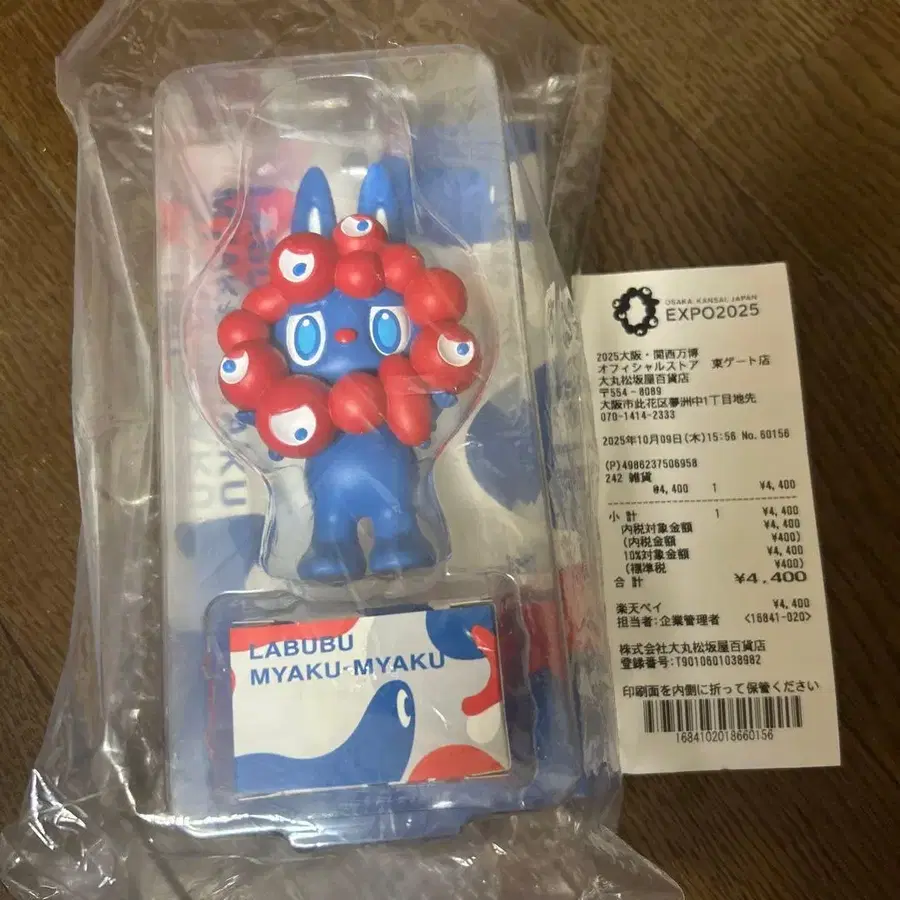 LABUBU
MYAKU-MYAKU
OSAKA KANSAI JAPAN
EXPO2025
2025大阪・関西万博
オフィシャルストア 東ゲート店
大丸松坂屋百貨店
〒554-8089
大阪市此花区夢洲中1丁目地先
070-1414-2333
2025年10月09日(木)15:56 No.60156
(P)4986237506958
242 雑貨
@4,400 1 ¥4,400
小計 1 ¥4,400
内税対象金額 ¥4,400
(内税金額 ¥400)
10%対象金額 ¥4,400
(標準税 ¥400)
合計 ¥4,400
楽天ペイ ¥4,400
担当者:企業管理者 <16841-020>
株式会社大丸松坂屋百貨店
登録番号:T9010601038982
印刷面を内側に折って保管ください
1684102018660156